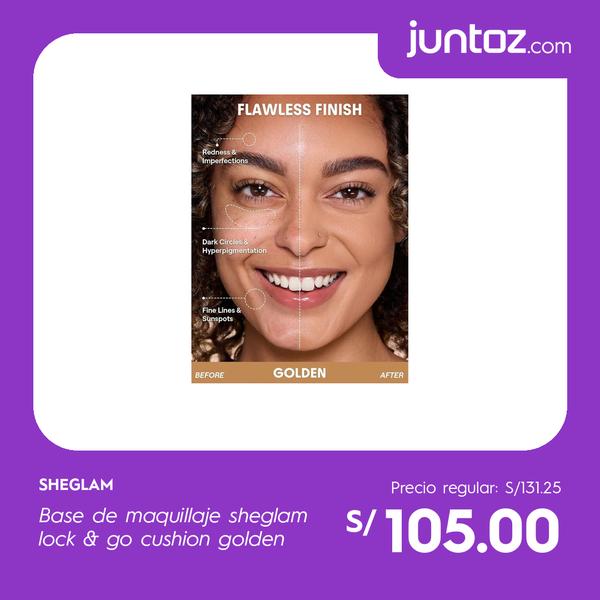 juntoz.com
FLAWLESS FINISH
Redness &
Imperfections
Dark Circles &
Hyperpigmentation
Fine Lines &
Sunspots
BEFORE
GOLDEN
AFTER
SHEGLAM
Base de maquillaje sheglam
lock & go cushion golden
Precio regular: S/131.25
S/105.00